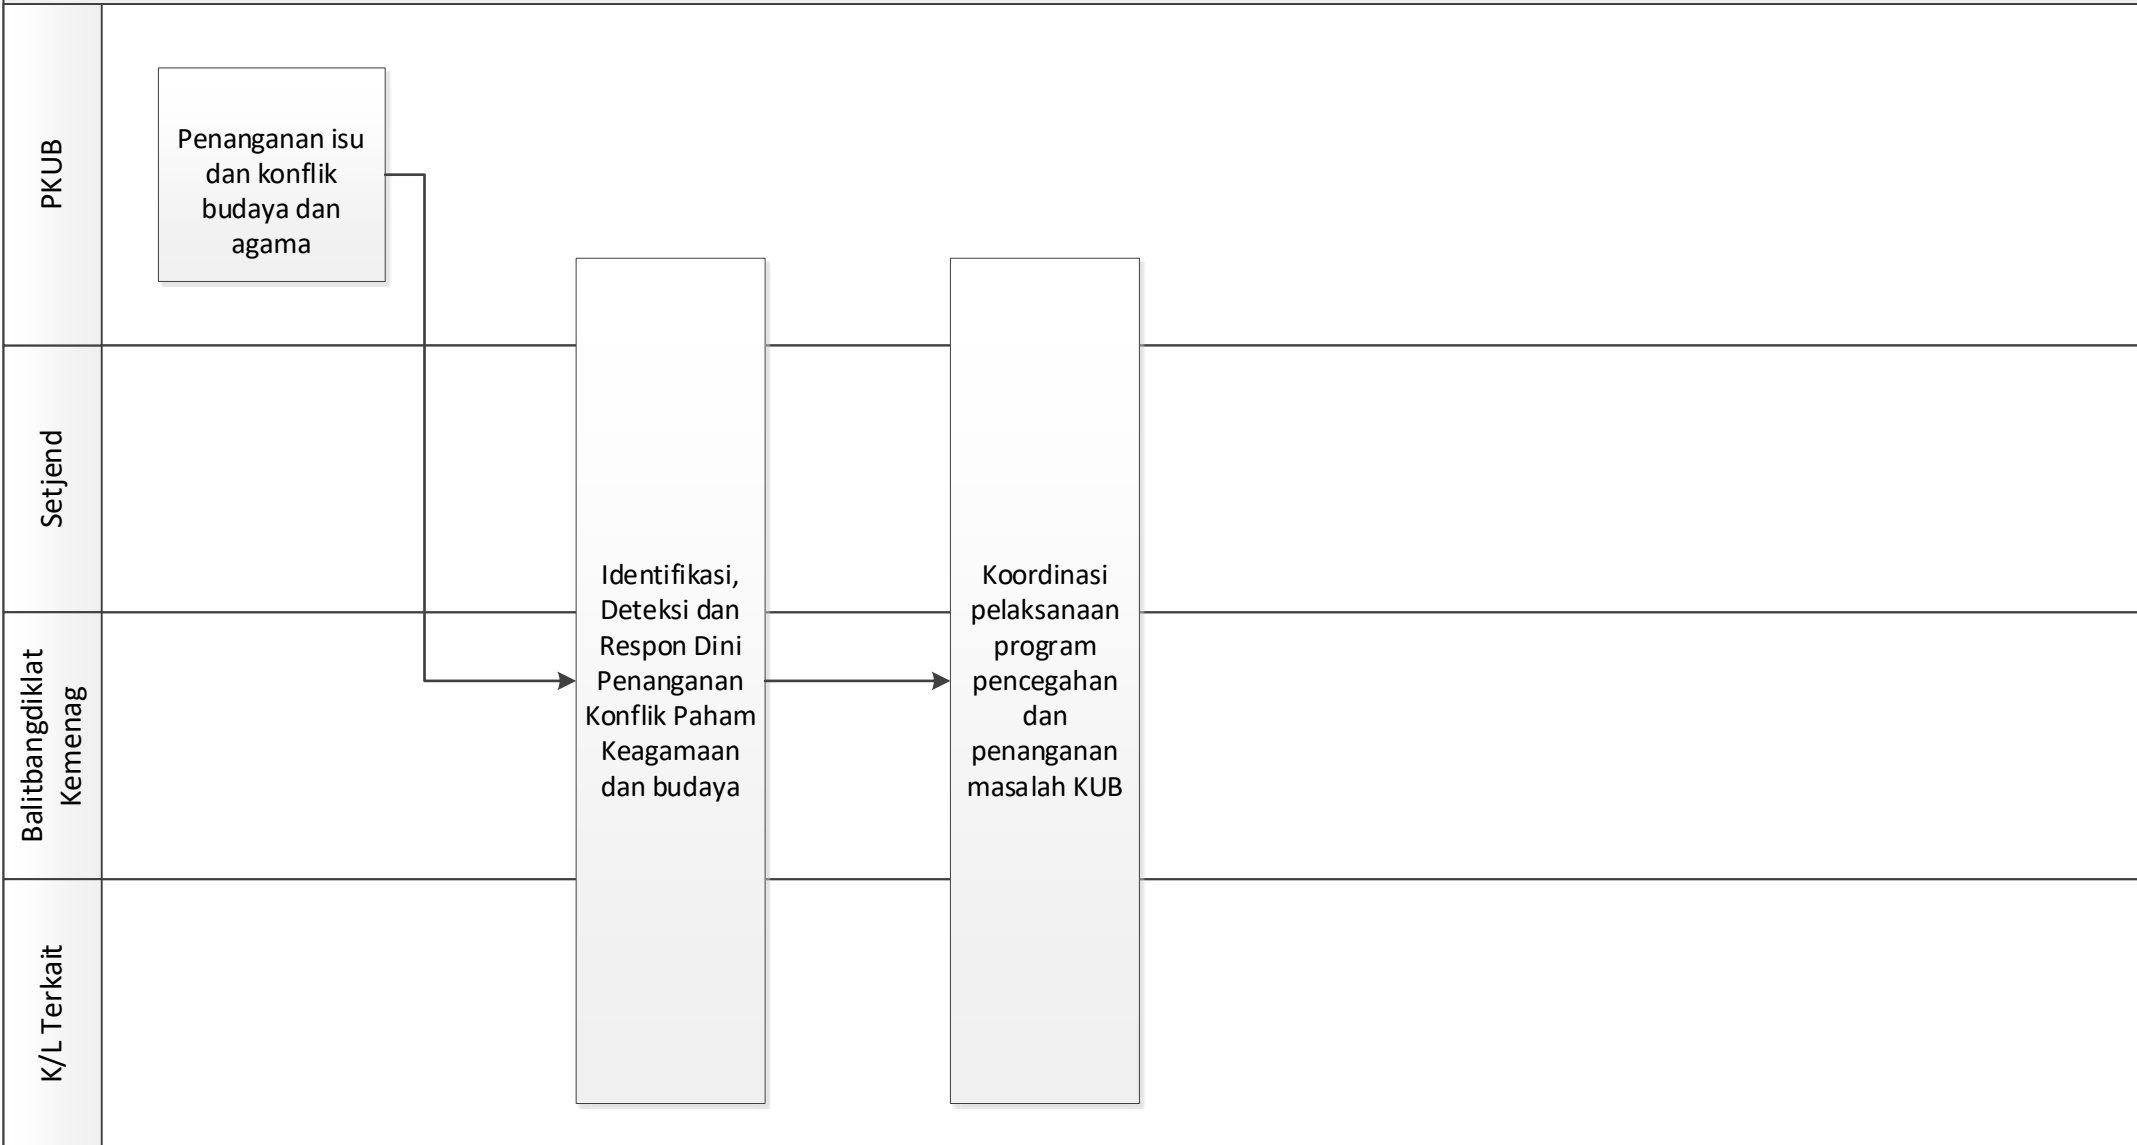 PKUB
Penanganan isu
dan konflik
budaya dan
agama
Setjend
Balitbangdiklat
Kemenag
K/L Terkait
Identifikasi,
Deteksi dan
Respon Dini
Penanganan
Konflik Paham
Keagamaan
dan budaya
Koordinasi
pelaksanaan
program
pencegahan
dan
penanganan
masalah KUB